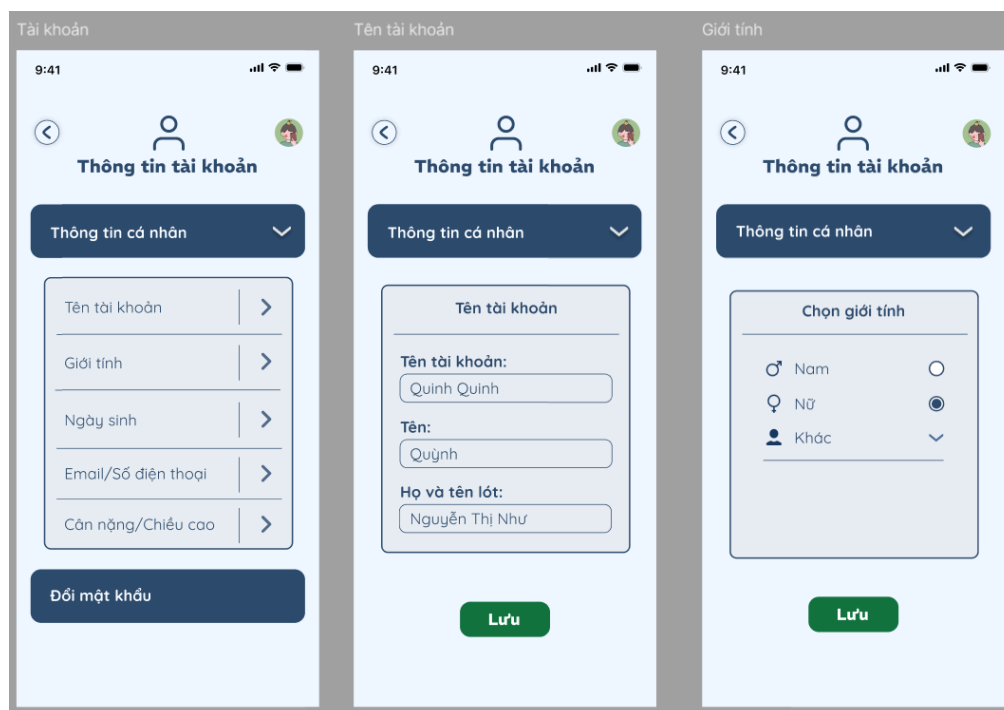 Tài khoản
9:41
Thông tin tài khoản
Thông tin cá nhân
Tên tài khoản
Giới tính
Ngày sinh
Email/Số điện thoại
Cân nặng/Chiều cao
Đổi mật khẩu
Tên tài khoản
9:41
Thông tin tài khoản
Thông tin cá nhân
Tên tài khoản
Tên tài khoản:
Quinh Quinh
Tên:
Quỳnh
Họ và tên lót:
Nguyễn Thị Như
Lưu
Giới tính
9:41
Thông tin tài khoản
Thông tin cá nhân
Chọn giới tính
Nam
Nữ
Khác
Lưu